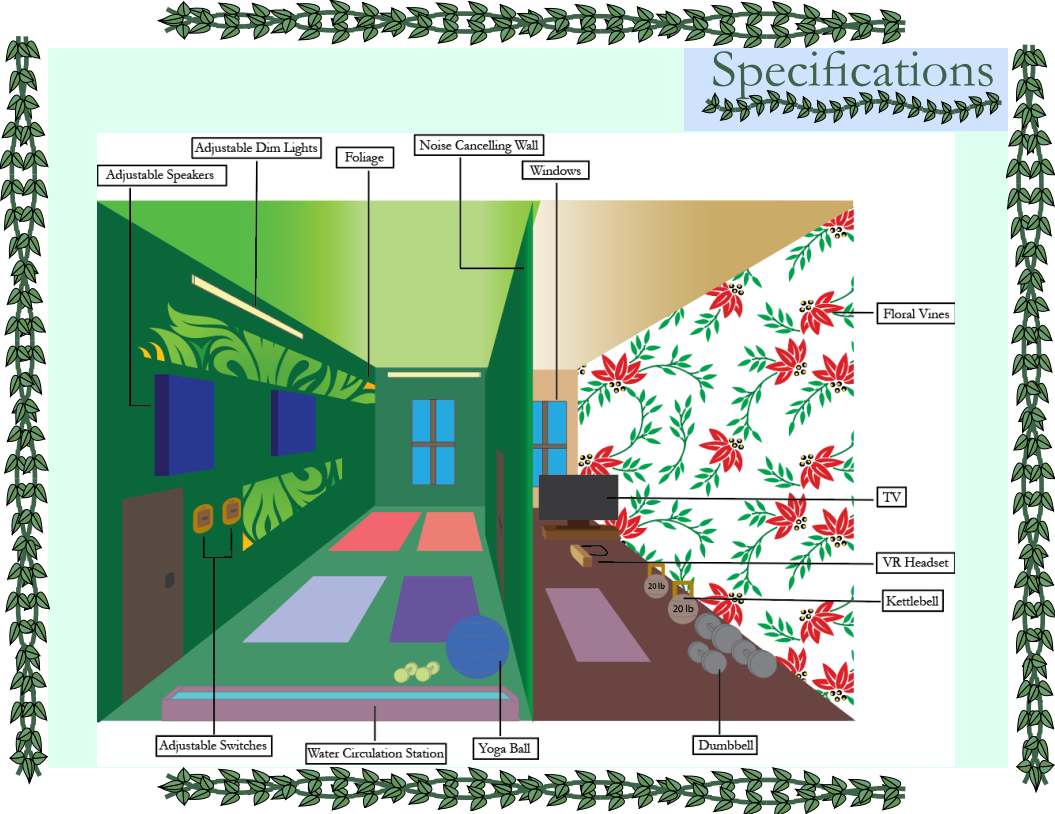 Specifications
Adjustable Dim Lights
Noise Cancelling Wall
Foliage
Windows
Adjustable Speakers
Floral Vines
TV
VR Headset
20 lb
Kettlebell
20 lb
Adjustable Switches
Water Circulation Station
Yoga Ball
Dumbbell